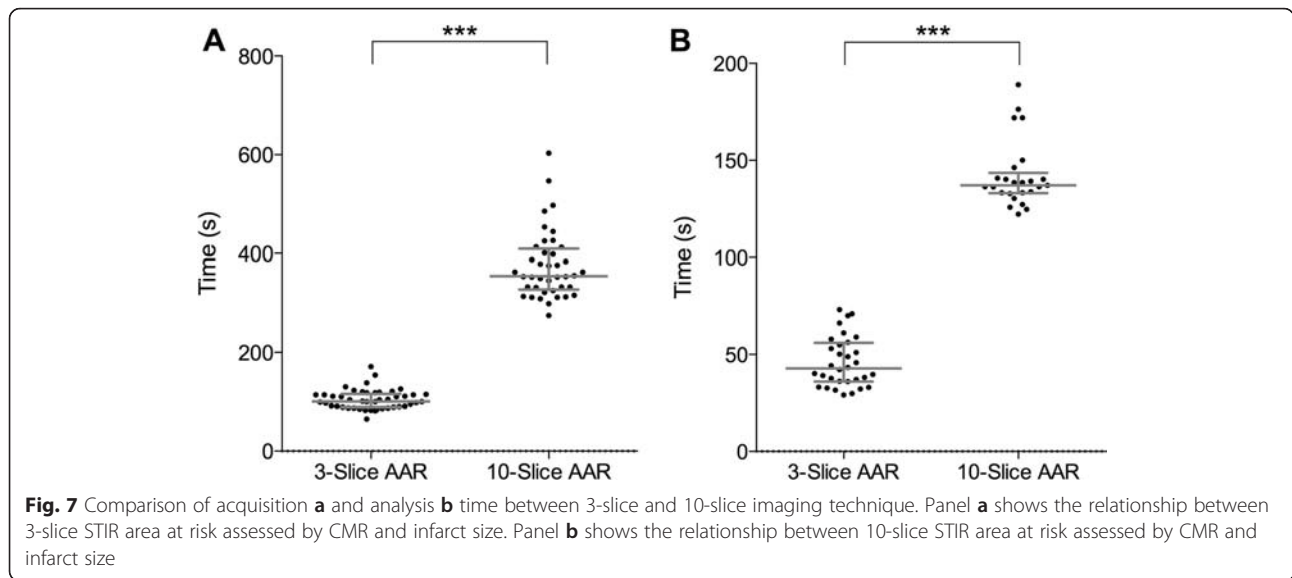 A
***
800
600
400
200
0
Time (s)
3-Slice AAR
10-Slice AAR
B
***
200
150
100
50
0
Time (s)
3-Slice AAR
10-Slice AAR
Fig. 7 Comparison of acquisition a and analysis b time between 3-slice and 10-slice imaging technique. Panel a shows the relationship between
3-slice STIR area at risk assessed by CMR and infarct size. Panel b shows the relationship between 10-slice STIR area at risk assessed by CMR and
infarct size